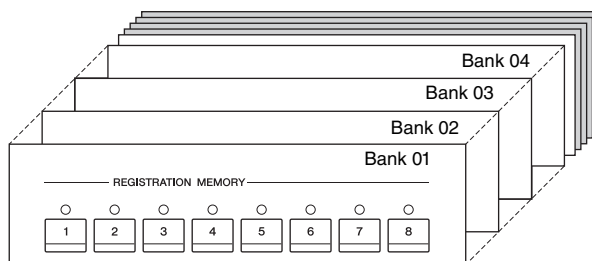 Bank 04
Bank 03
Bank 02
Bank 01
REGISTRATION MEMORY
1 2 3 4 5 6 7 8